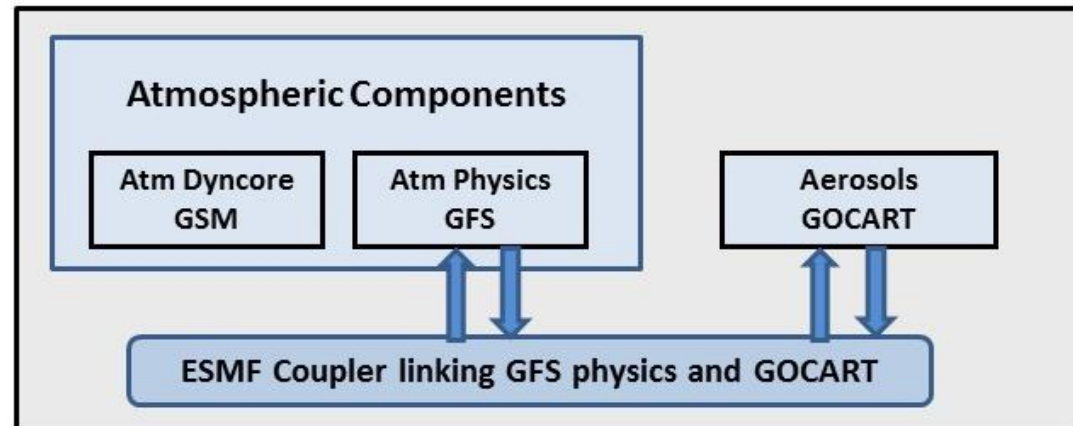 Atmospheric Components
Atm Dyncore
GSM
Atm Physics
GFS
Aerosols
GOCART
ESMF Coupler linking GFS physics and GOCART